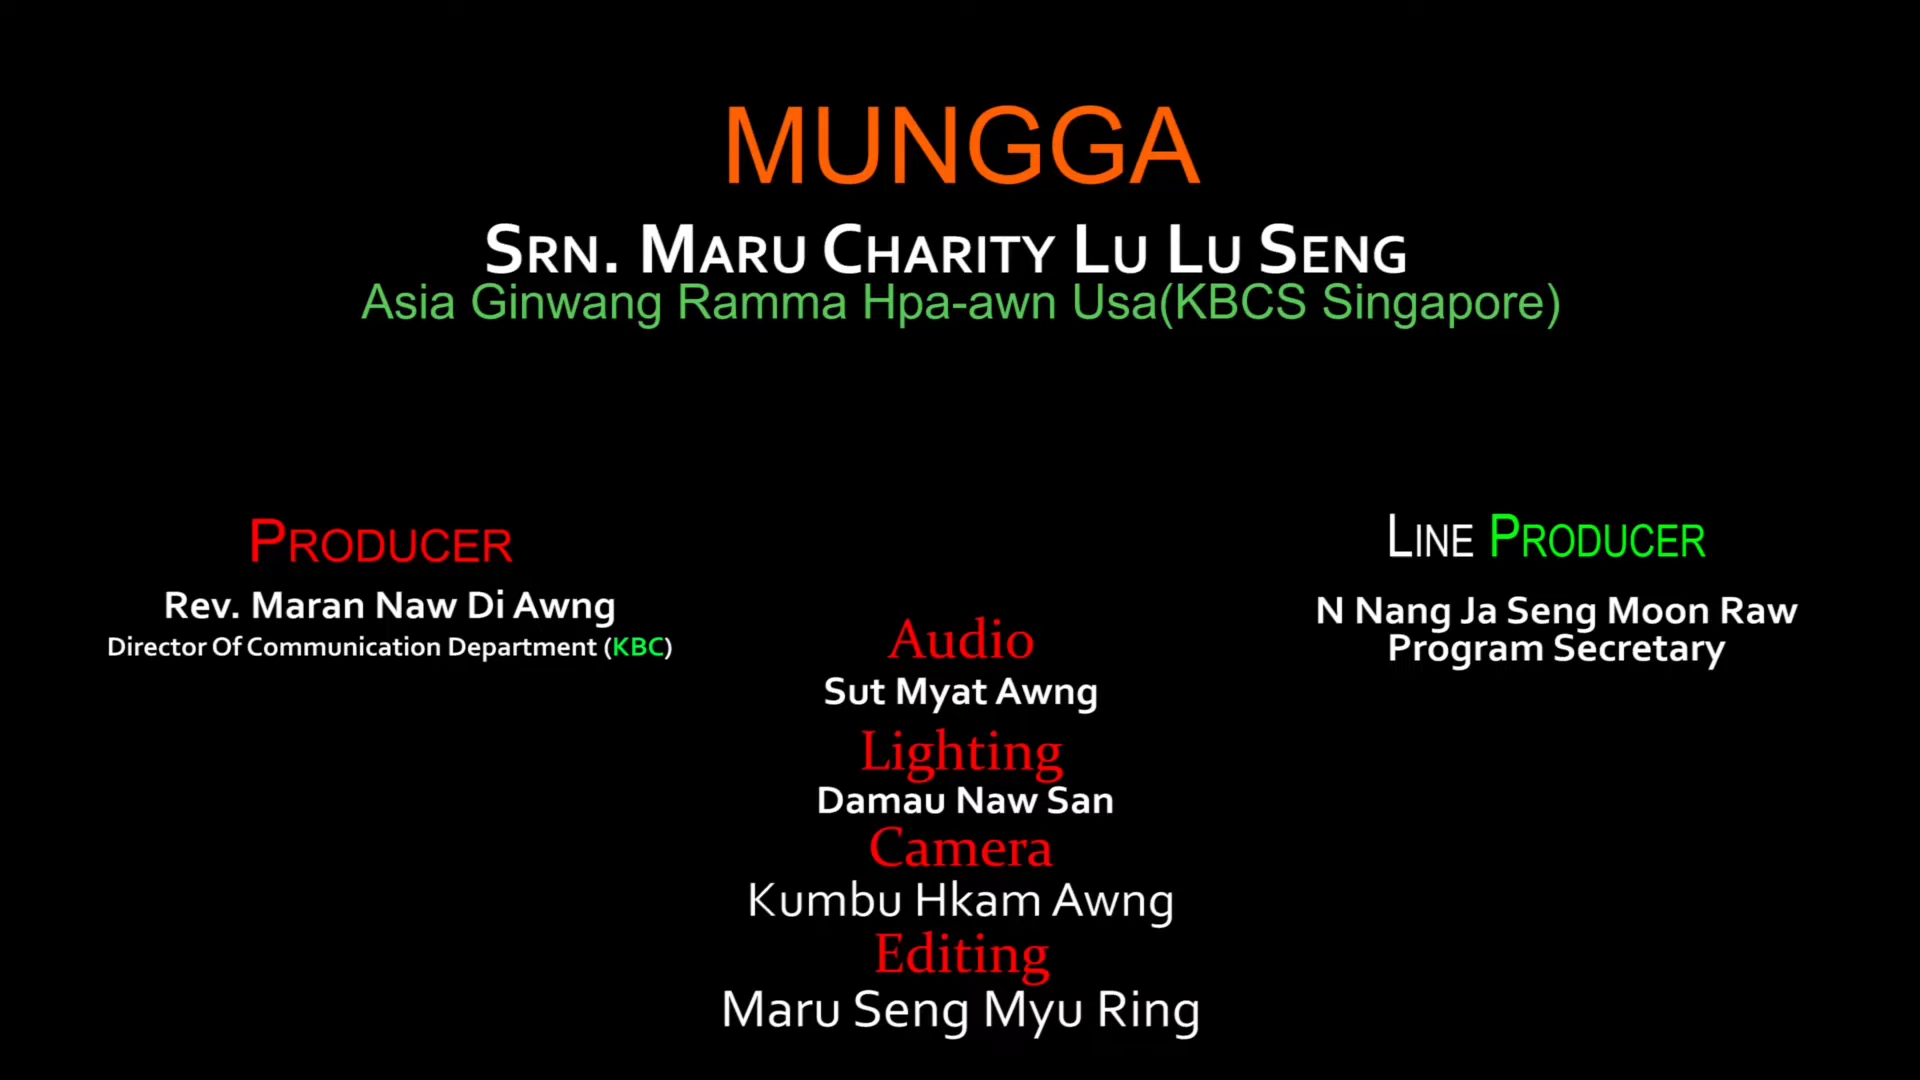 MUNGGA
SRN. MARU CHARITY LU LU SENG
Asia Ginwang Ramma Hpa-awn Usa(KBCS Singapore)
PRODUCER
Rev. Maran Naw Di Awng
Director Of Communication Department (KBC)
LINE PRODUCER
N Nang Ja Seng Moon Raw
Program Secretary
Audio
Sut Myat Awng
Lighting
Damau Naw San
Camera
Kumbu Hkam Awng
Editing
Maru Seng Myu Ring